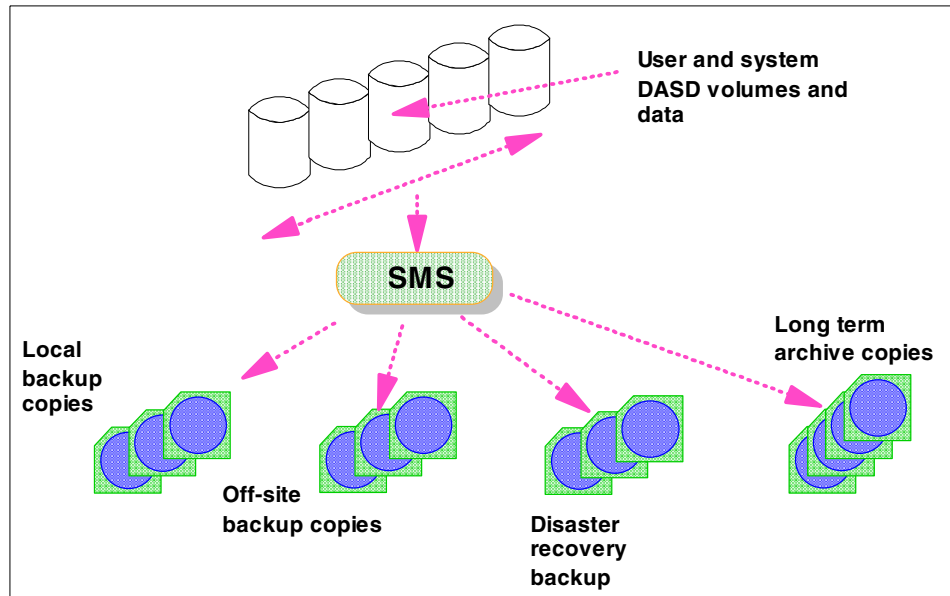 User and system
DASD volumes and
data
SMS
Local
backup
copies
Off-site
backup copies
Disaster
recovery
backup
Long term
archive copies